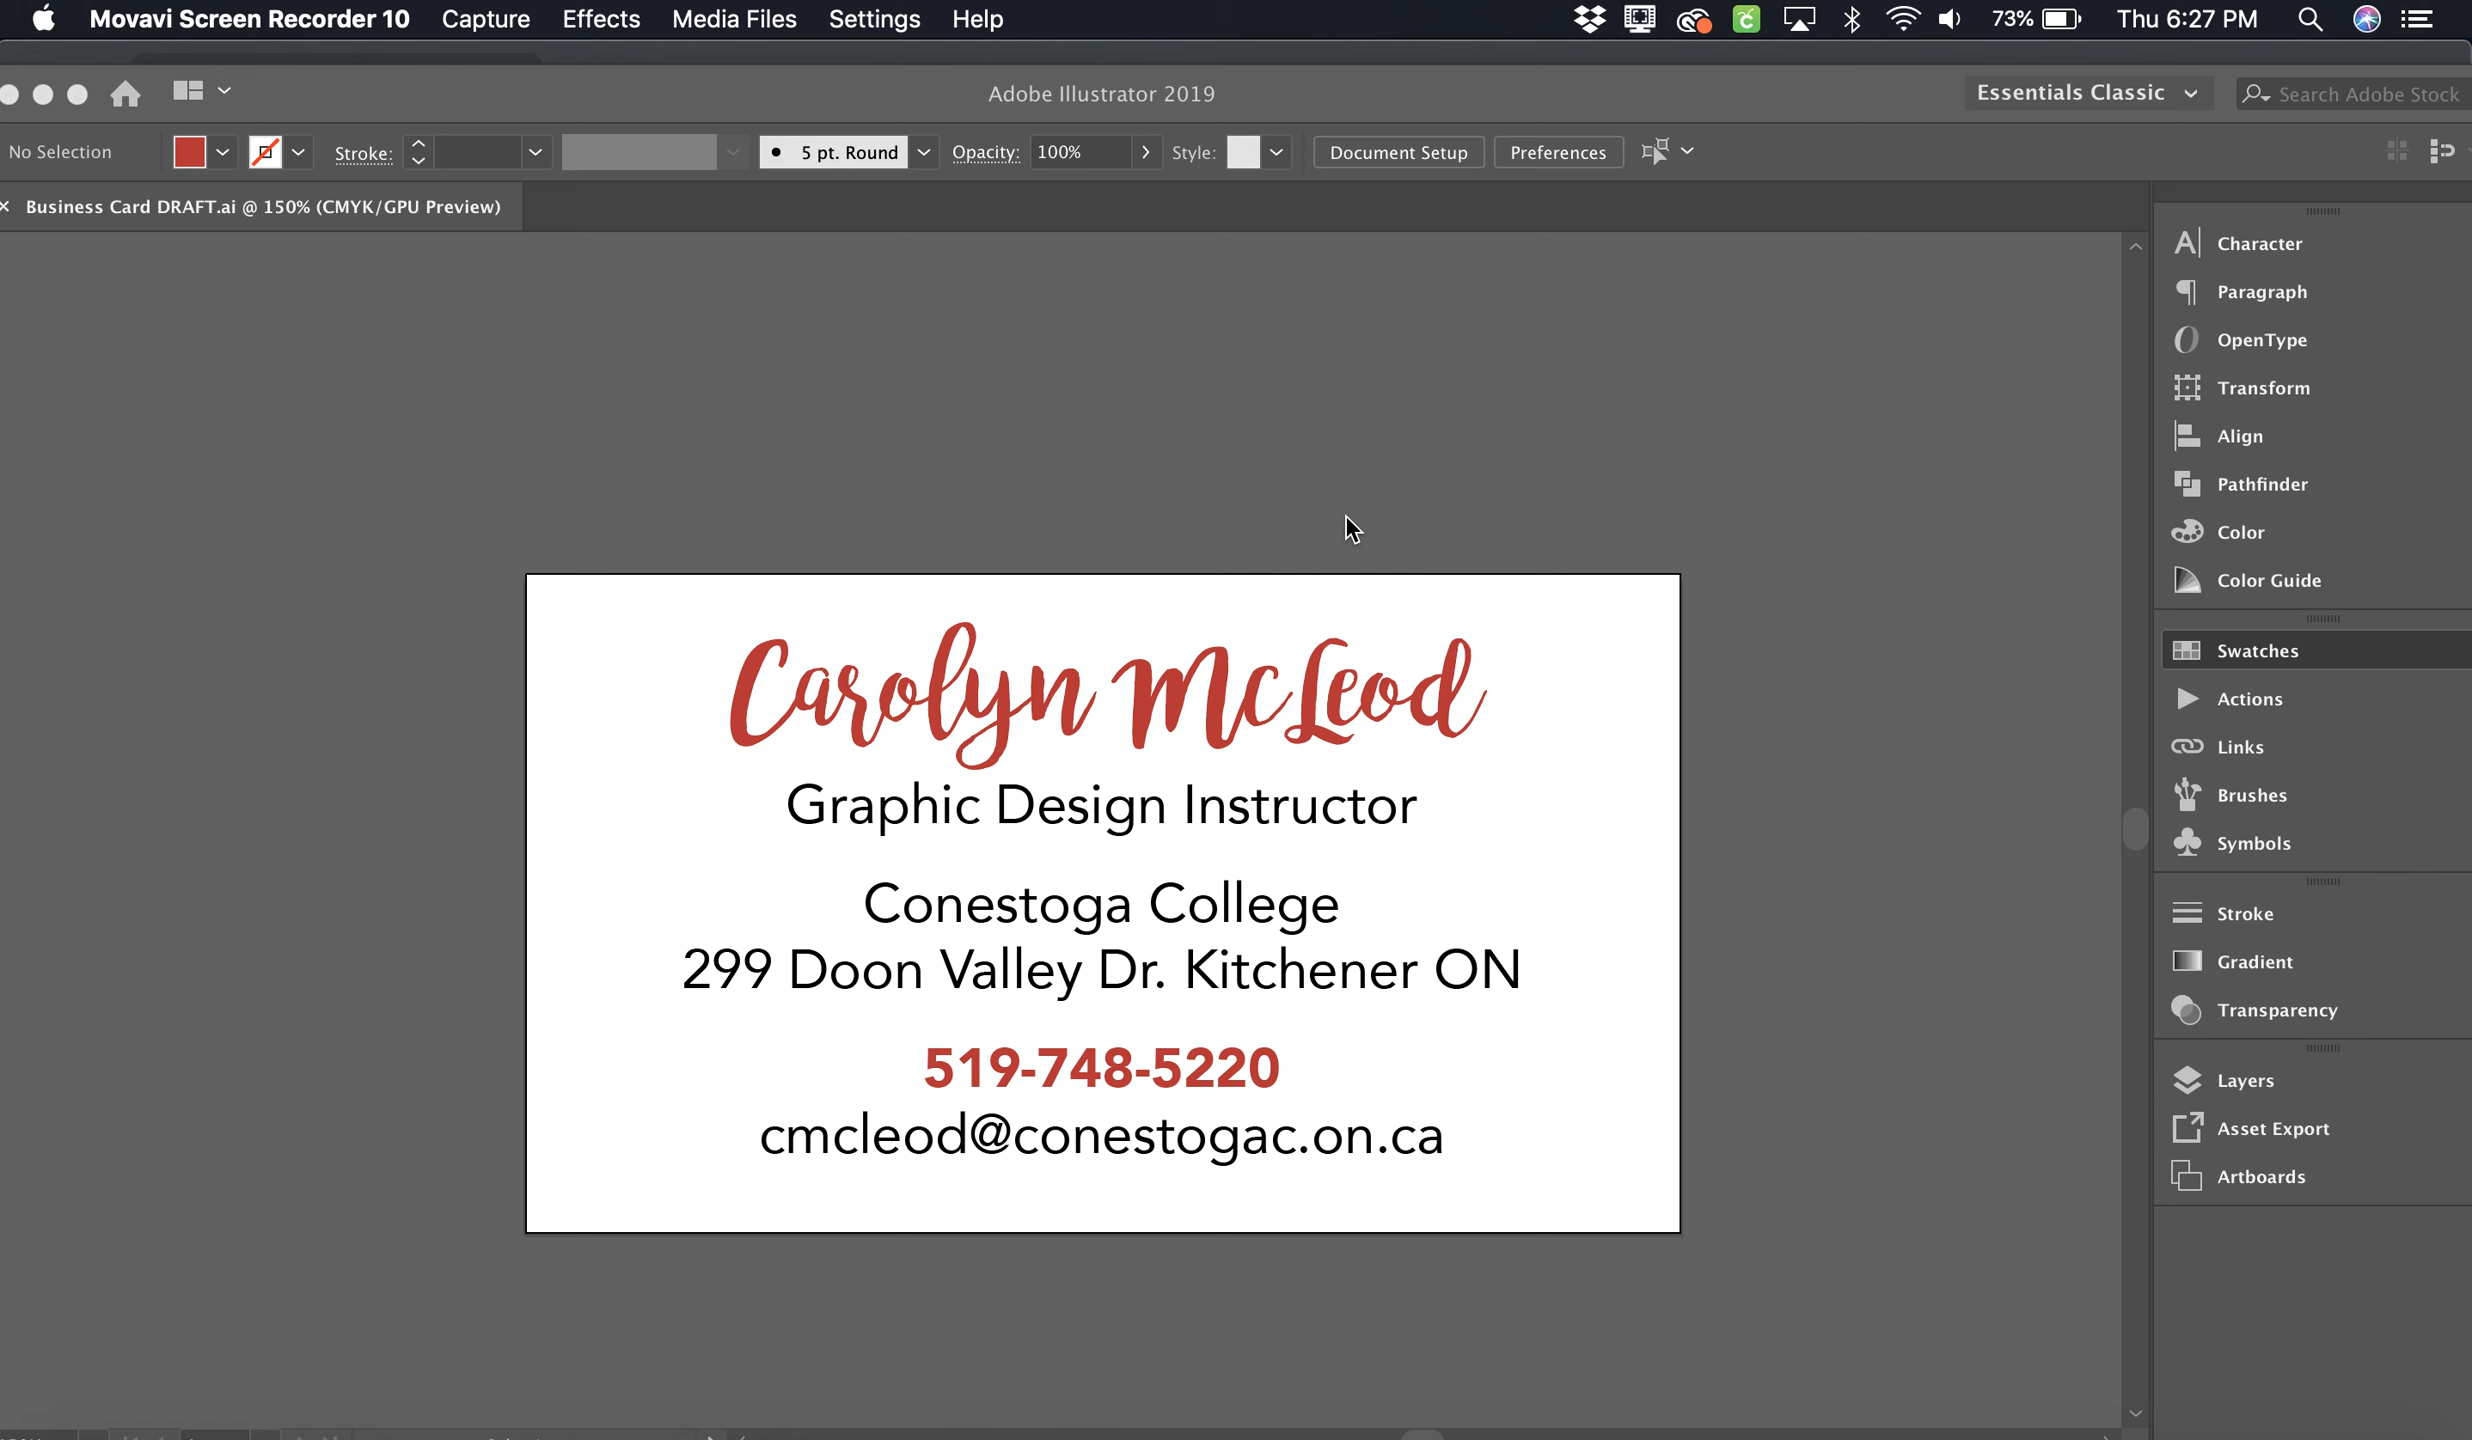 Movavi Screen Recorder 10 Capture Effects Media Files Settings Help 73% Thu 6:27 PM
Adobe Illustrator 2019 Essentials Classic Search Adobe Stock
No Selection Stroke: 5 pt. Round Opacity: 100% Style: Document Setup Preferences
Business Card DRAFT.ai @ 150% (CMYK/GPU Preview)
Character
Paragraph
OpenType
Transform
Align
Pathfinder
Color
Color Guide
Swatches
Actions
Links
Brushes
Symbols
Stroke
Gradient
Transparency
Layers
Asset Export
Artboards
Carolyn McLeod
Graphic Design Instructor
Conestoga College
299 Doon Valley Dr. Kitchener ON
519-748-5220
cmcleod@conestogac.on.ca